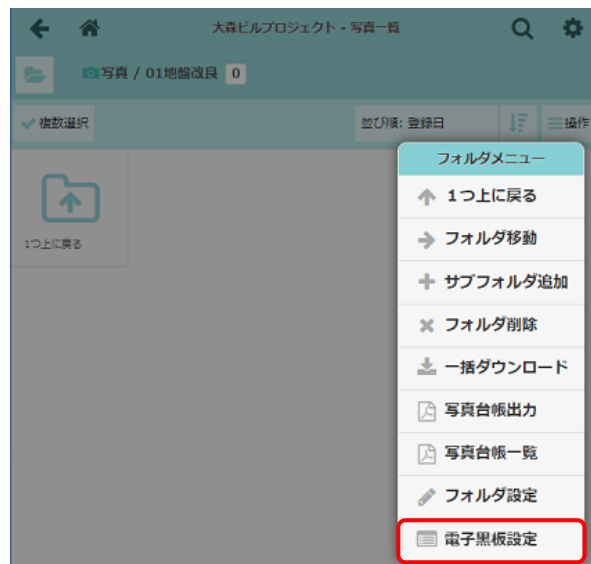 大森ビルプロジェクト - 写真一覧
写真 / 01地盤改良 0
複数選択
並び順: 登録日
操作
1つ上に戻る
フォルダメニュー
1つ上に戻る
フォルダ移動
サブフォルダ追加
フォルダ削除
一括ダウンロード
写真台帳出力
写真台帳一覧
フォルダ設定
電子黒板設定